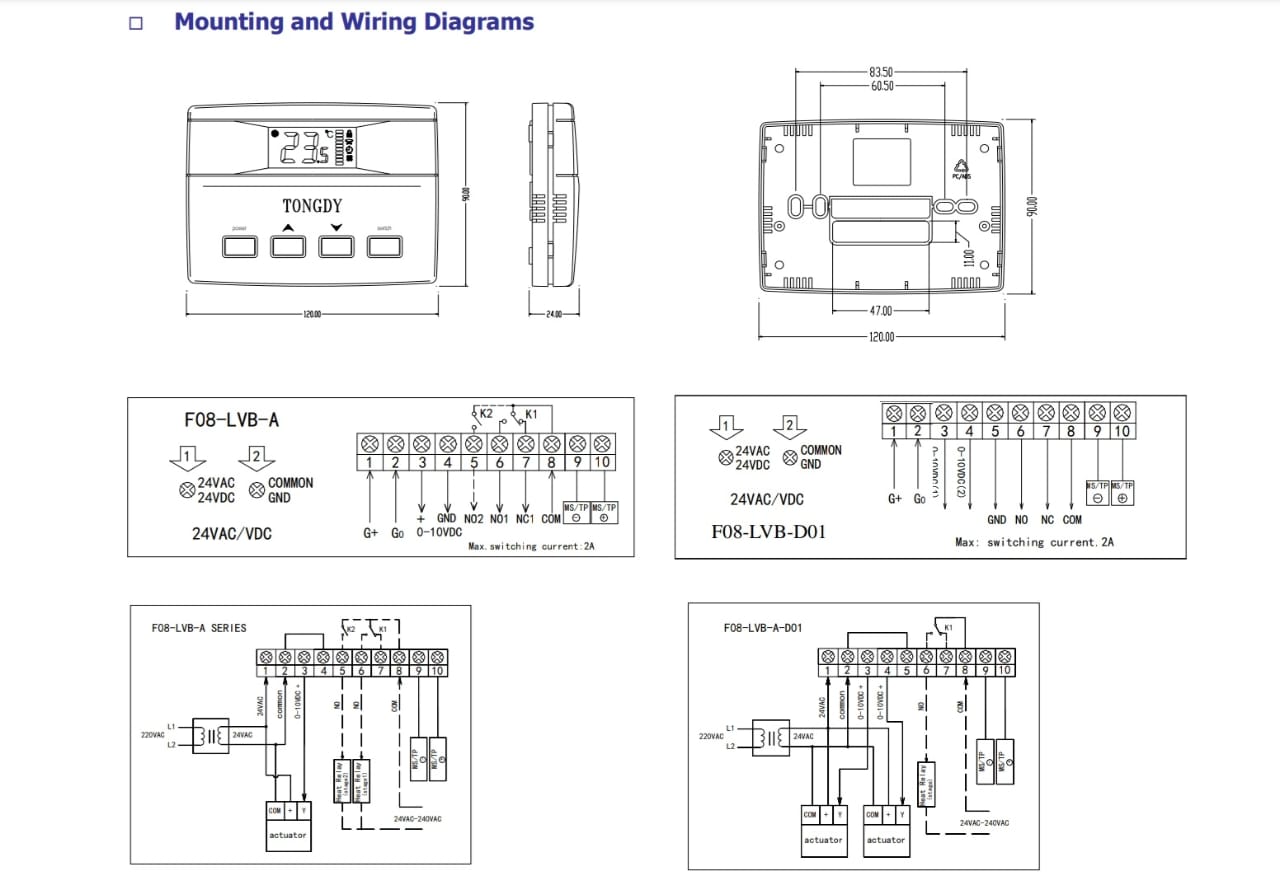 Mounting and Wiring Diagrams
23.5 °C
TONGDY
power
switch
90.00
120.00
24.00
83.50
60.50
PC/ABS
90.00
11.00
47.00
120.00
F08-LVB-A
1 2
24VAC COMMON
24VDC GND
24VAC/VDC
K2 K1
1 2 3 4 5 6 7 8 9 10
MS/TP MS/TP
+ GND NO2 NO1 NC1 COM
G+ G0 0-10VDC
Max.switching current:2A
1 2
24VAC COMMON
24VDC GND
24VAC/VDC
F08-LVB-D01
1 2 3 4 5 6 7 8 9 10
0-10VDC(1)
0-10VDC(2)
MS/TP MS/TP
G+ G0
GND NO NC COM
Max: switching current.2A
F08-LVB-A SERIES
K2 K1
1 2 3 4 5 6 7 8 9 10
24VAC
common
0-10VDC +
NO
NO
COM
L1
220VAC
L2
24VAC
Heat Relay
(stage2)
Heat Relay
(stage1)
MS/TP
MS/TP
COM + Y
actuator
24VAC-240VAC
F08-LVB-A-D01
K1
1 2 3 4 5 6 7 8 9 10
24VAC
common
0-10VDC +
0-10VDC +
NO
COM
L1
220VAC
L2
24VAC
Heat Relay
MS/TP
MS/TP
COM + Y
actuator
COM + Y
actuator
24VAC-240VAC